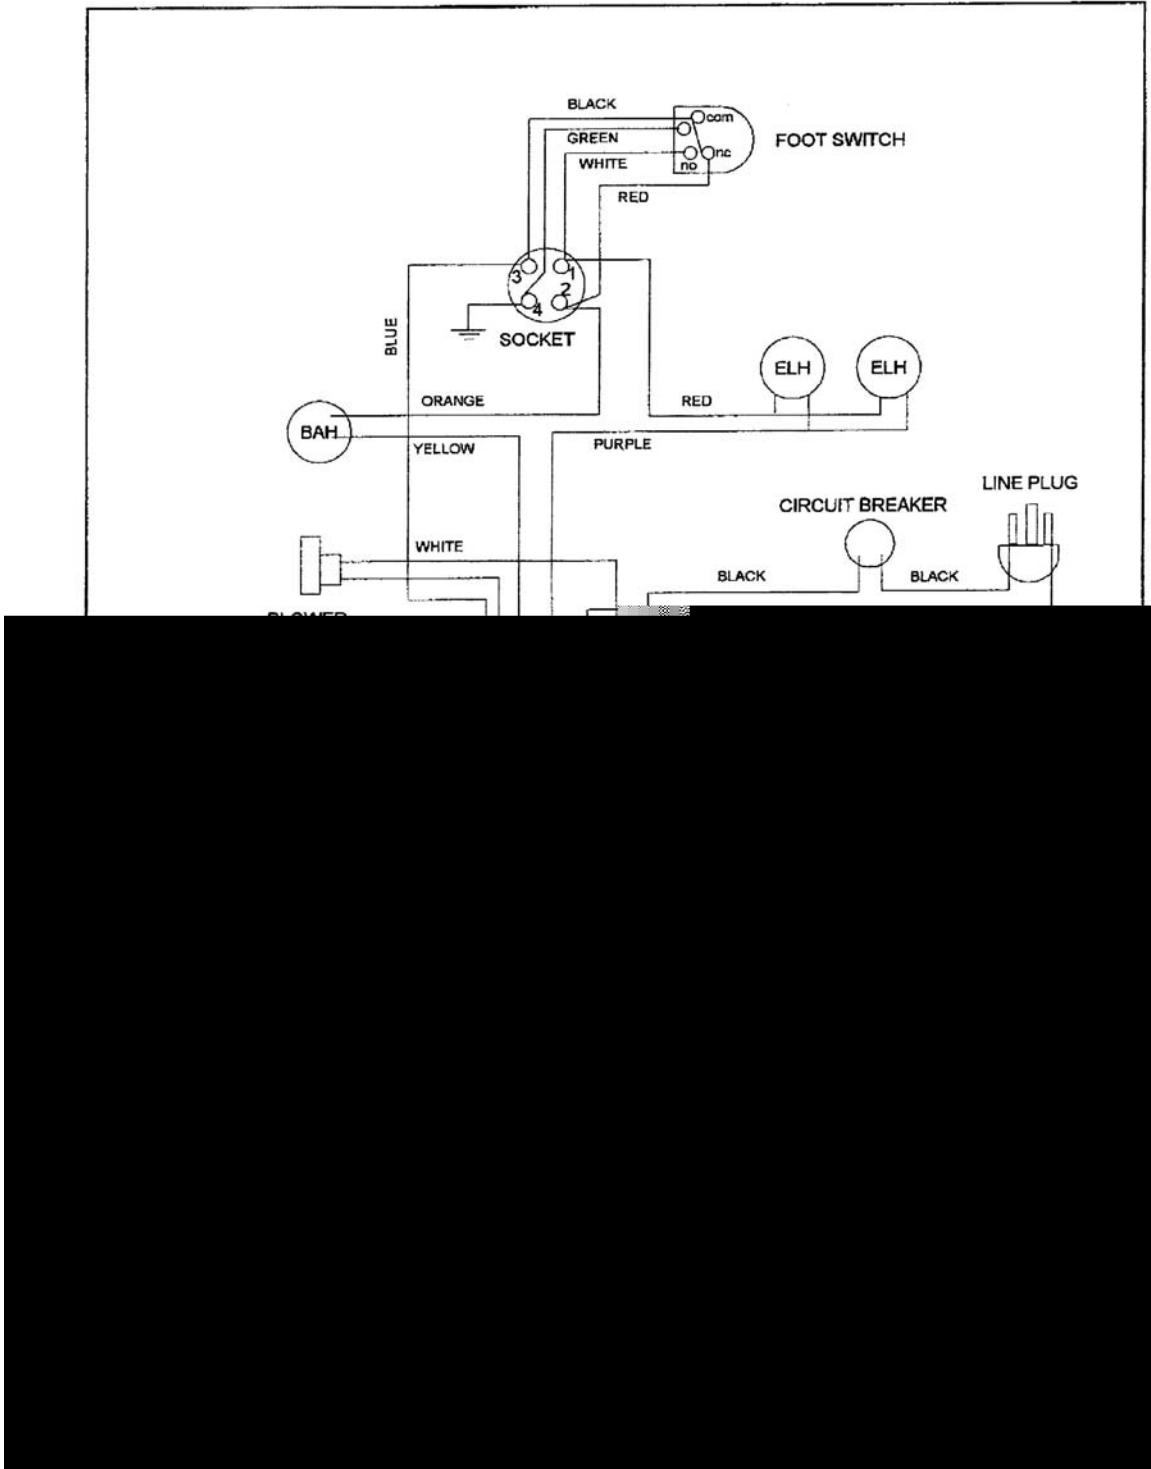 BLACK
com
GREEN
FOOT SWITCH
WHITE
no
nc
RED
3
1
2
4
SOCKET
BLUE
ELH
ELH
ORANGE
RED
BAH
YELLOW
PURPLE
LINE PLUG
CIRCUIT BREAKER
WHITE
BLACK
BLACK
BLOWER